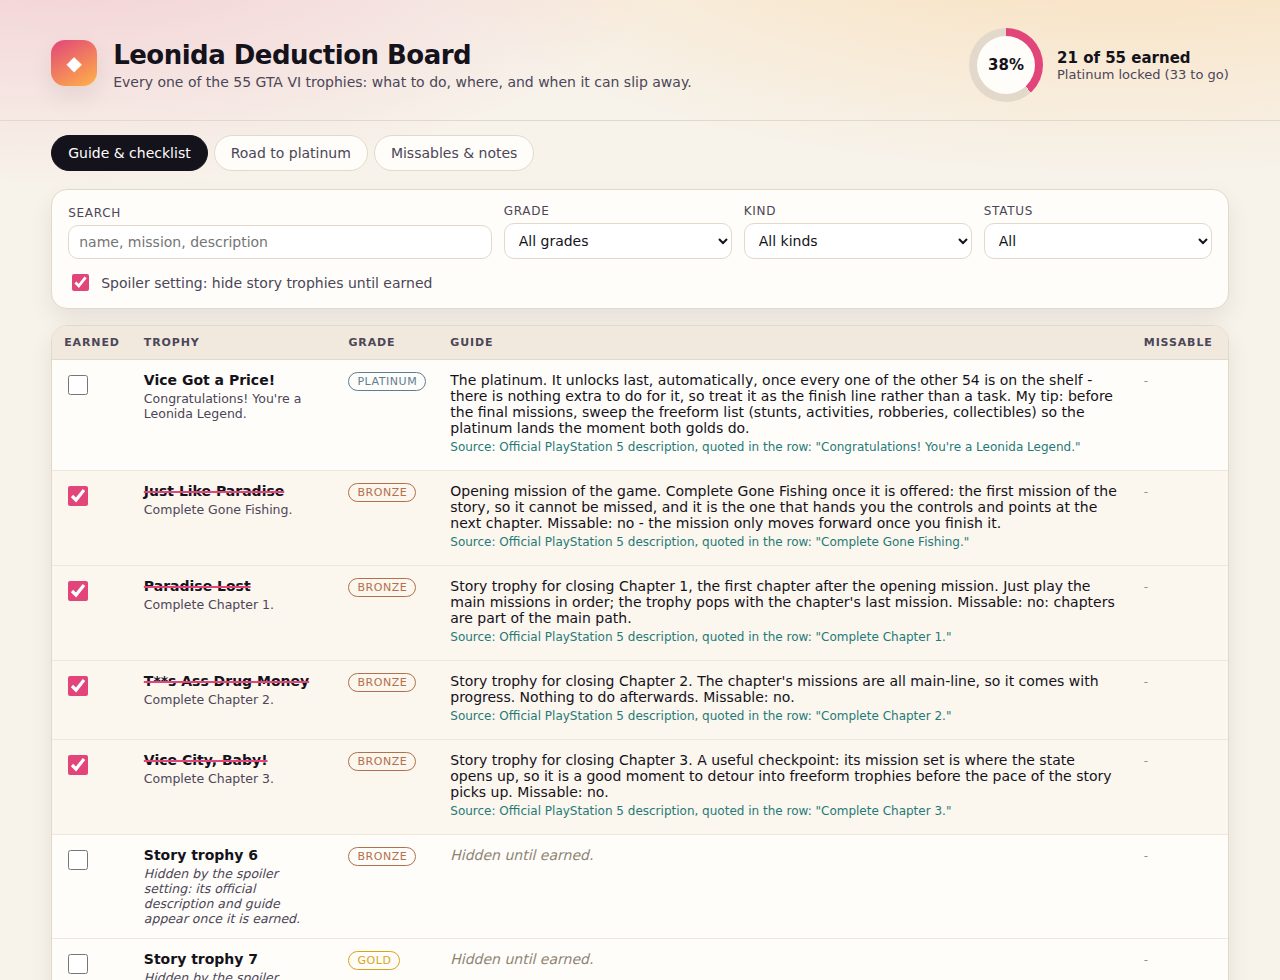 Leonida Deduction Board
Every one of the 55 GTA VI trophies: what to do, where, and when it can slip away.
38%
21 of 55 earned
Platinum locked (33 to go)
Guide & checklist
Road to platinum
Missables & notes
SEARCH
name, mission, description
GRADE
All grades
KIND
All kinds
STATUS
All
Spoiler setting: hide story trophies until earned
EARNED TROPHY GRADE GUIDE MISSABLE
Vice Got a Price!
Congratulations! You're a
Leonida Legend.
PLATINUM
The platinum. It unlocks last, automatically, once every one of the other 54 is on the shelf -
there is nothing extra to do for it, so treat it as the finish line rather than a task. My tip: before
the final missions, sweep the freeform list (stunts, activities, robberies, collectibles) so the
platinum lands the moment both golds do.
Source: Official PlayStation 5 description, quoted in the row: "Congratulations! You're a Leonida Legend."
-
Just Like Paradise
Complete Gone Fishing.
BRONZE
Opening mission of the game. Complete Gone Fishing once it is offered: the first mission of the
story, so it cannot be missed, and it is the one that hands you the controls and points at the
next chapter. Missable: no - the mission only moves forward once you finish it.
Source: Official PlayStation 5 description, quoted in the row: "Complete Gone Fishing."
-
Paradise Lost
Complete Chapter 1.
BRONZE
Story trophy for closing Chapter 1, the first chapter after the opening mission. Just play the
main missions in order; the trophy pops with the chapter's last mission. Missable: no: chapters
are part of the main path.
Source: Official PlayStation 5 description, quoted in the row: "Complete Chapter 1."
-
T**s Ass Drug Money
Complete Chapter 2.
BRONZE
Story trophy for closing Chapter 2. The chapter's missions are all main-line, so it comes with
progress. Nothing to do afterwards. Missable: no.
Source: Official PlayStation 5 description, quoted in the row: "Complete Chapter 2."
-
Vice City, Baby!
Complete Chapter 3.
BRONZE
Story trophy for closing Chapter 3. A useful checkpoint: its mission set is where the state
opens up, so it is a good moment to detour into freeform trophies before the pace of the story
picks up. Missable: no.
Source: Official PlayStation 5 description, quoted in the row: "Complete Chapter 3."
-
Story trophy 6
Hidden by the spoiler
setting: its official
description and guide
appear once it is earned.
BRONZE
Hidden until earned.
-
Story trophy 7
Hidden by the spoiler
GOLD
Hidden until earned.
-